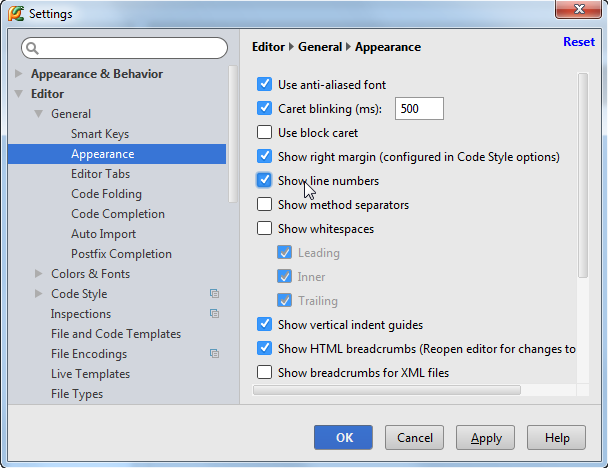 Settings
Appearance & Behavior
Editor
General
Smart Keys
Appearance
Editor Tabs
Code Folding
Code Completion
Auto Import
Postfix Completion
Colors & Fonts
Code Style
Inspections
File and Code Templates
File Encodings
Live Templates
File Types
Editor General Appearance
Reset
Use anti-aliased font
Caret blinking (ms): 500
Use block caret
Show right margin (configured in Code Style options)
Show line numbers
Show method separators
Show whitespaces
Leading
Inner
Trailing
Show vertical indent guides
Show HTML breadcrumbs (Reopen editor for changes to
Show breadcrumbs for XML files
OK
Cancel
Apply
Help